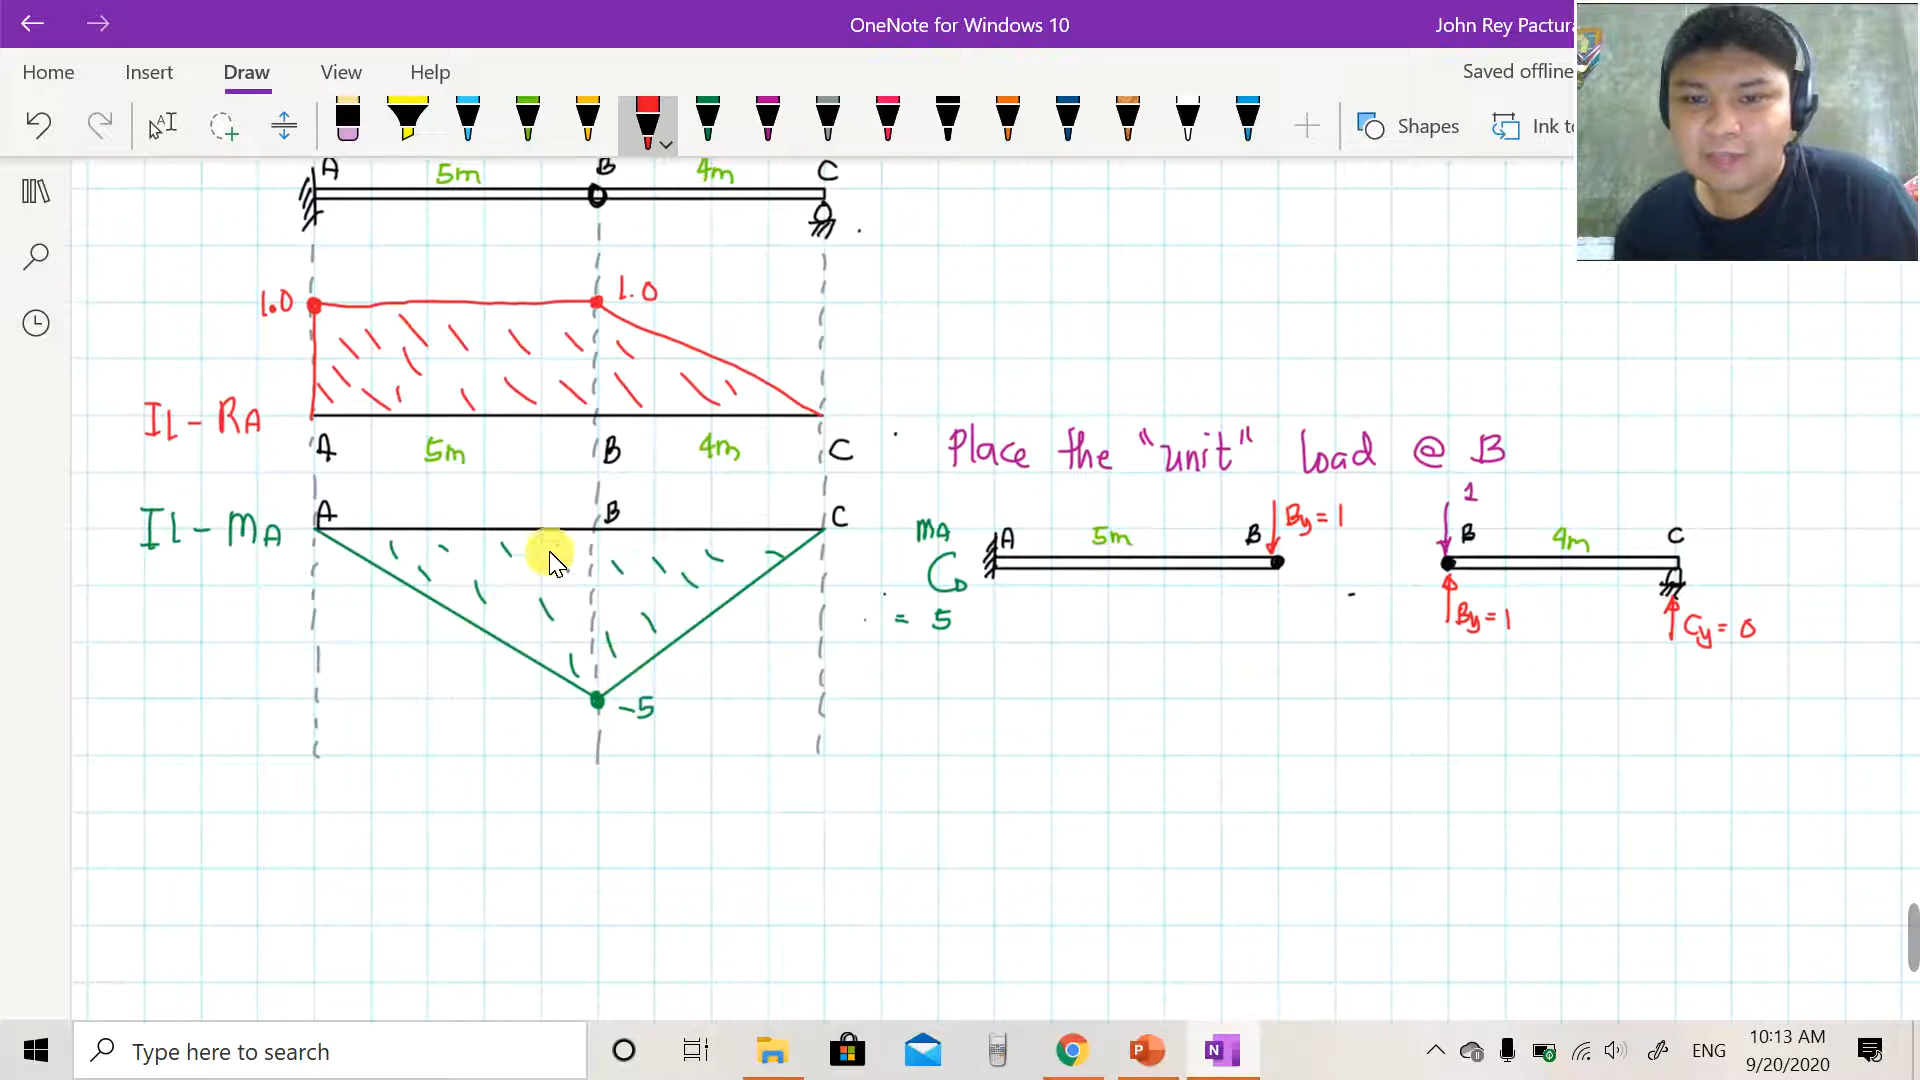 OneNote for Windows 10
John Rey Pactura
Home Insert Draw View Help
Saved offline
Shapes
Ink to
A 5m B 4m C
1.0 1.0
IL - RA
A 5m B 4m C
Place the "unit" load @ B
IL - MA
A B C
-5
MA
= 5
A 5m B By = 1
1
B 4m C
By = 1
Cy = 0
Type here to search
ENG
10:13 AM
9/20/2020